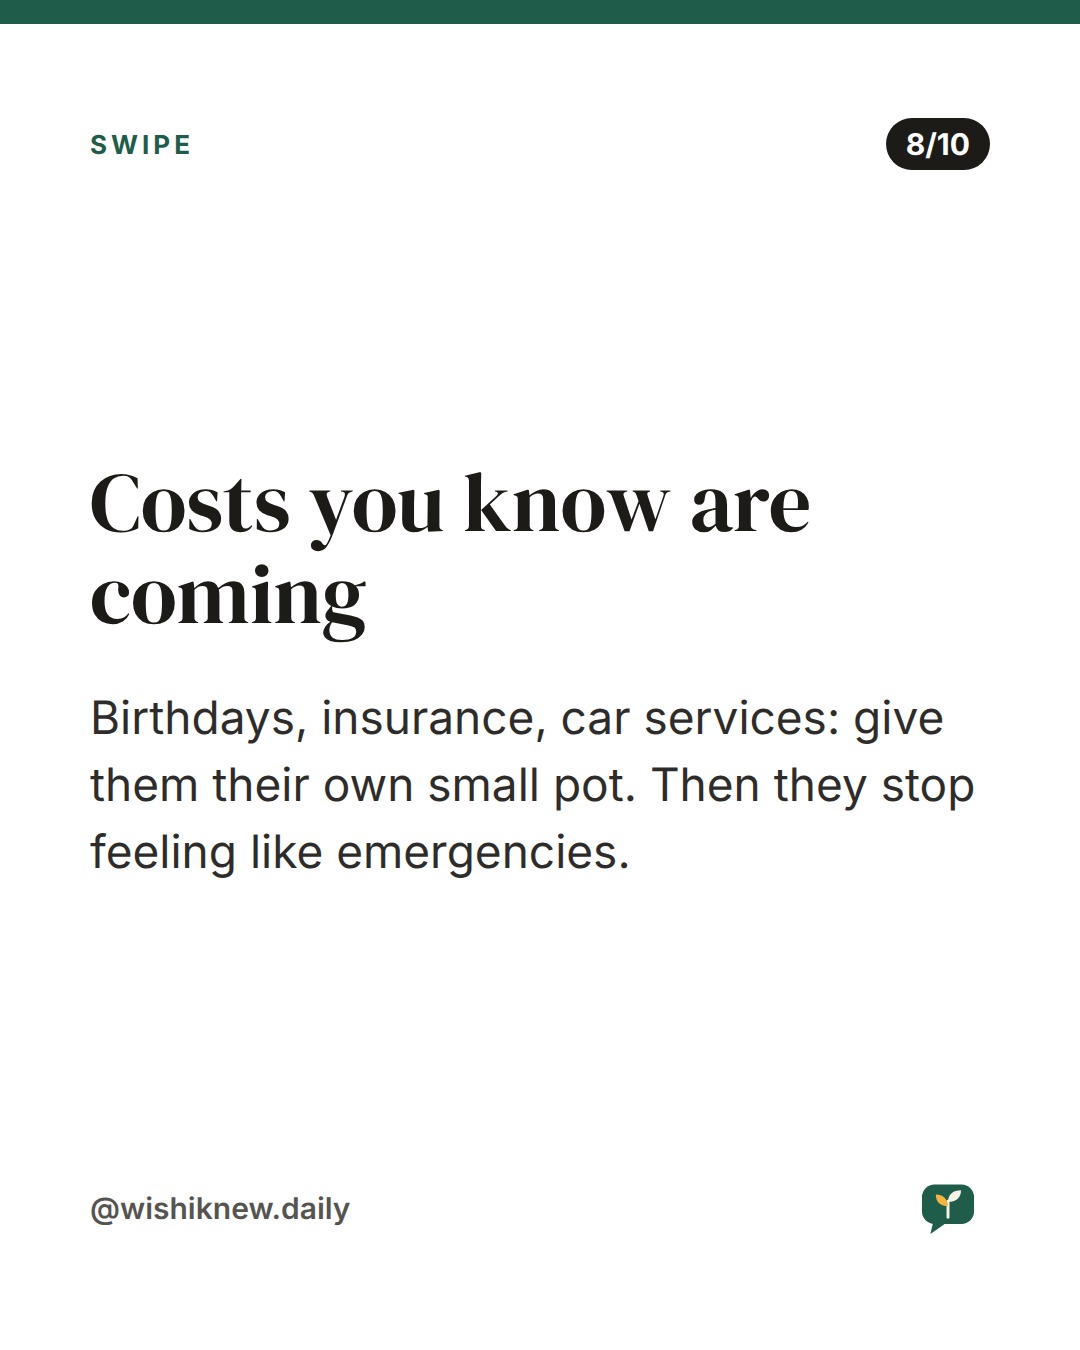 SWIPE
8/10
Costs you know are
coming
Birthdays, insurance, car services: give
them their own small pot. Then they stop
feeling like emergencies.
@wishiknew.daily